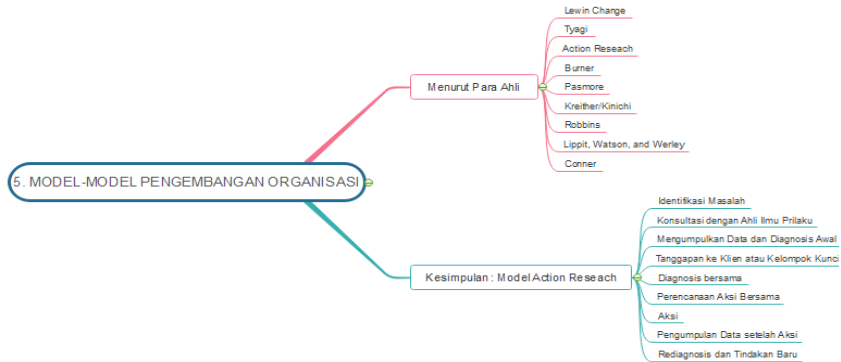 5. MODEL-MODEL PENGEMBANGAN ORGANISASI
Menurut Para Ahli
Lewin Change
Tyagi
Action Reseach
Burner
Pasmore
Kreither/Kinichi
Robbins
Lippit, Watson, and Werley
Conner
Kesimpulan : Model Action Reseach
Identifikasi Masalah
Konsultasi dengan Ahli Ilmu Prilaku
Mengumpulkan Data dan Diagnosis Awal
Tanggapan ke Klien atau Kelompok Kunci
Diagnosis bersama
Perencanaan Aksi Bersama
Aksi
Pengumpulan Data setelah Aksi
Rediagnosis dan Tindakan Baru